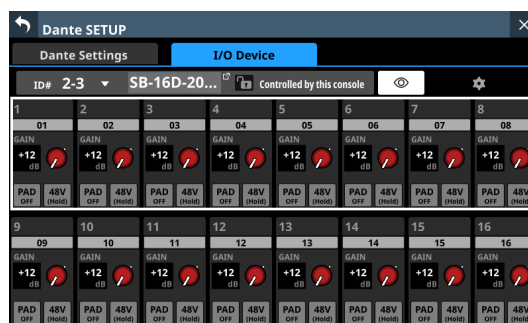 Dante SETUP
Dante Settings I/O Device
ID# 2-3 SB-16D-20... Controlled by this console
1 2 3 4 5 6 7 8
01 02 03 04 05 06 07 08
GAIN GAIN GAIN GAIN GAIN GAIN GAIN GAIN
+12 +12 +12 +12 +12 +12 +12 +12
dB dB dB dB dB dB dB dB
PAD 48V PAD 48V PAD 48V PAD 48V PAD 48V PAD 48V PAD 48V PAD 48V
OFF (Hold) OFF (Hold) OFF (Hold) OFF (Hold) OFF (Hold) OFF (Hold) OFF (Hold) OFF (Hold)
9 10 11 12 13 14 15 16
09 10 11 12 13 14 15 16
GAIN GAIN GAIN GAIN GAIN GAIN GAIN GAIN
+12 +12 +12 +12 +12 +12 +12 +12
dB dB dB dB dB dB dB dB
PAD 48V PAD 48V PAD 48V PAD 48V PAD 48V PAD 48V PAD 48V PAD 48V
OFF (Hold) OFF (Hold) OFF (Hold) OFF (Hold) OFF (Hold) OFF (Hold) OFF (Hold) OFF (Hold)